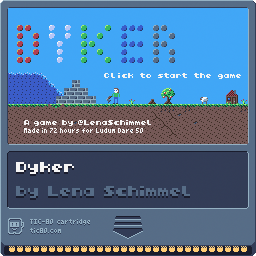 DYKER
Click to start the game
A game by @LenaSchimmel
Made in 72 hours for Ludum Dare 50
Dyker
by Lena Schimmel
TIC-80 cartridge
tic80.com